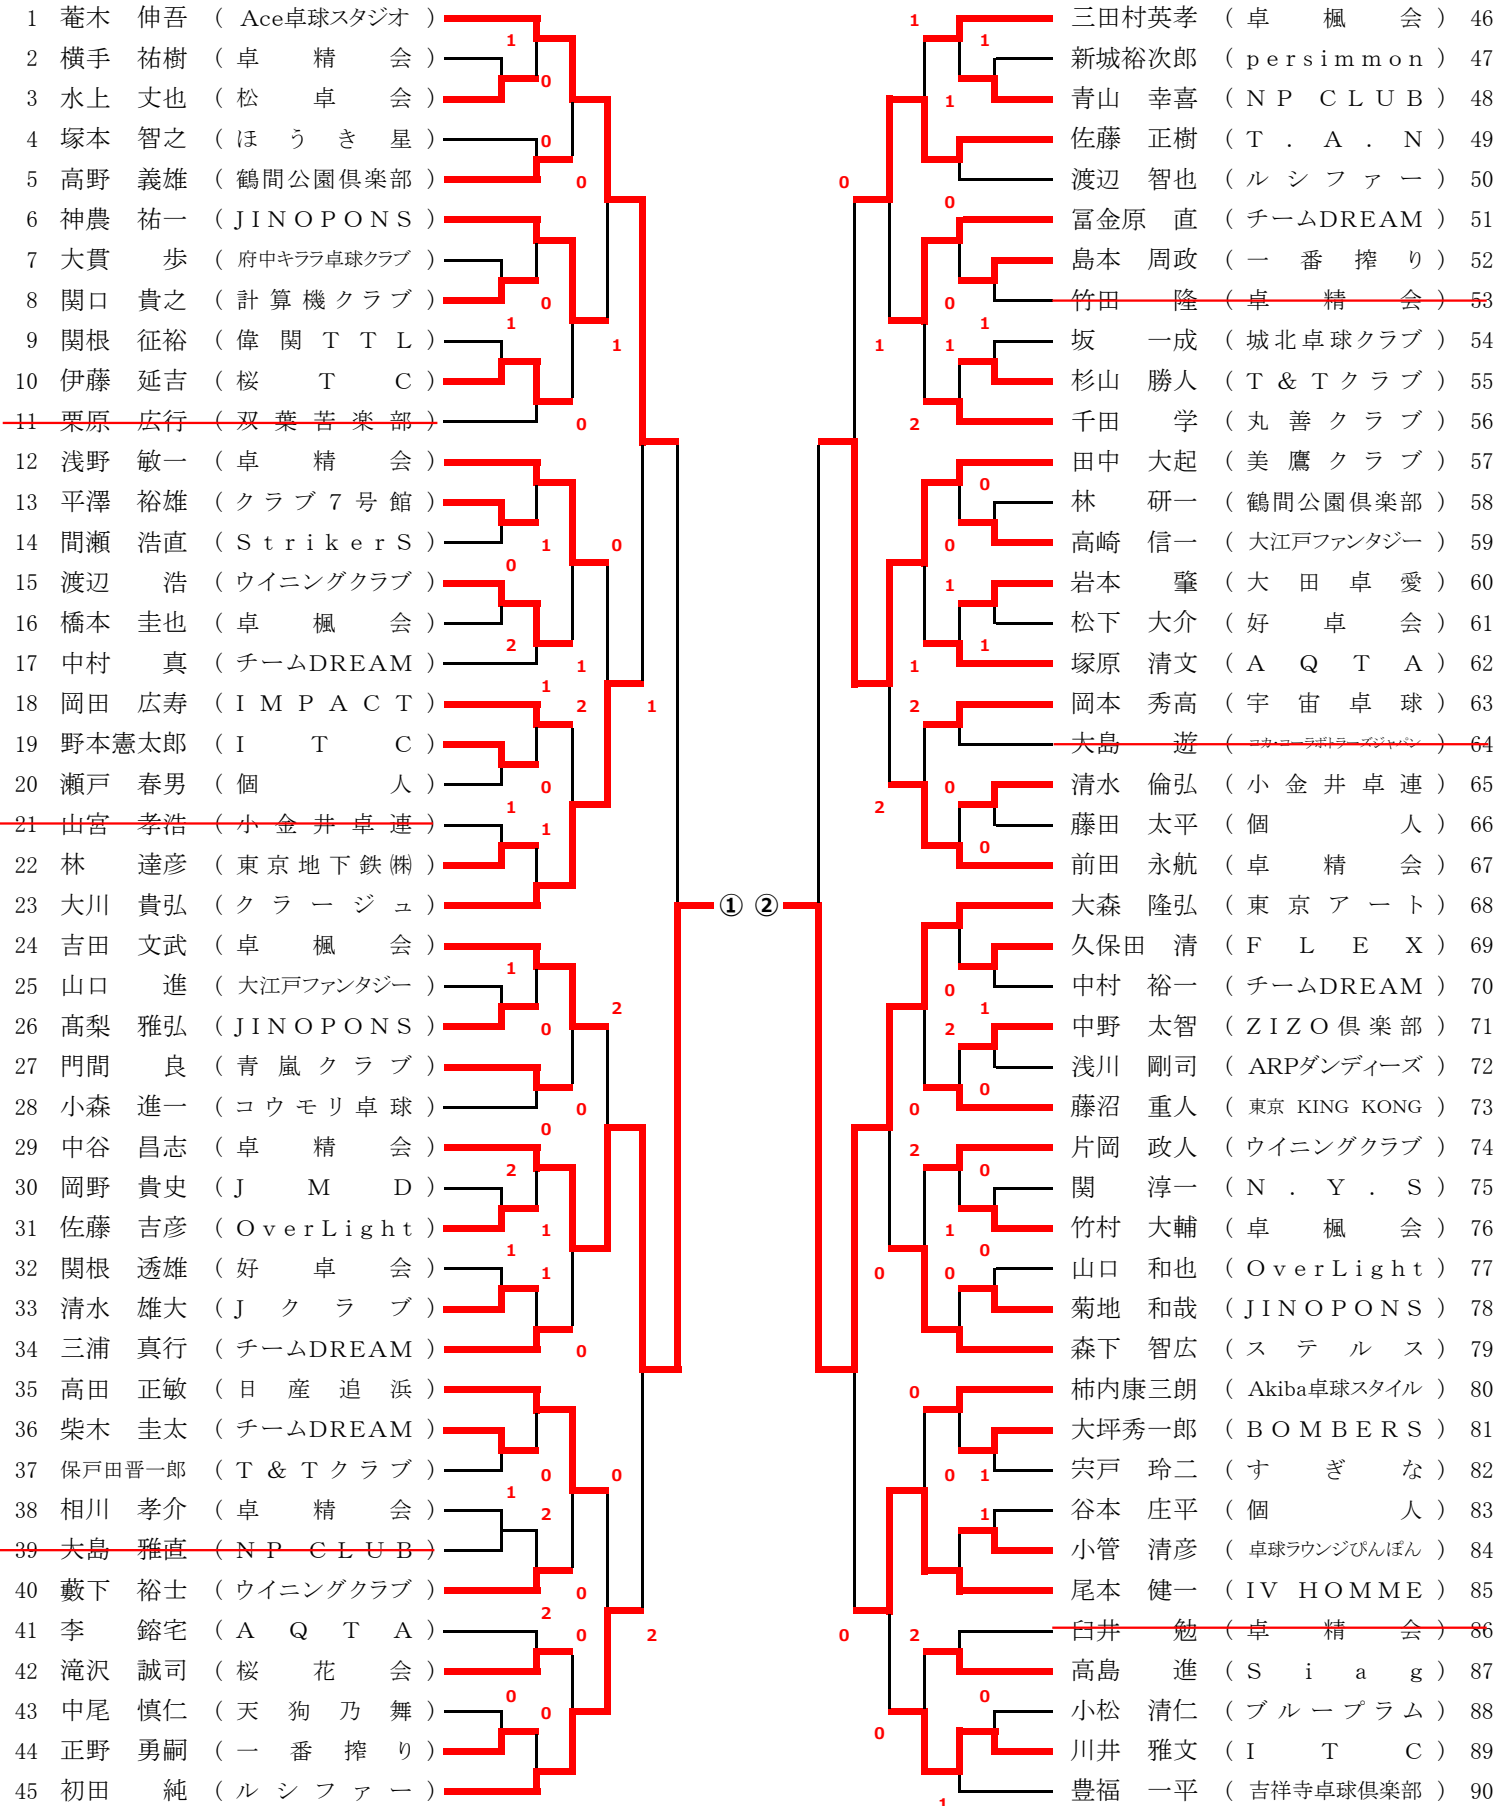 1 菴木 伸吾 ( Ace卓球スタジオ )
2 横手 祐樹 ( 卓 精 会 )
3 水上 丈也 ( 松 卓 会 )
4 塚本 智之 ( ほ う き 星 )
5 高野 義雄 ( 鶴間公園倶楽部 )
6 神農 祐一 ( JINOPONS )
7 大貫 歩 ( 府中キララ卓球クラブ )
8 関口 貴之 ( 計算機クラブ )
9 関根 征裕 ( 偉関TTL )
10 伊藤 延吉 ( 桜 T C )
11 栗原 広行 ( 双葉苦楽部 )
12 浅野 敏一 ( 卓 精 会 )
13 平澤 裕雄 ( クラブ7号館 )
14 間瀬 浩直 ( StrikerS )
15 渡辺 浩 ( ウイニングクラブ )
16 橋本 圭也 ( 卓 楓 会 )
17 中村 真 ( チームDREAM )
18 岡田 広寿 ( IMPACT )
19 野本憲太郎 ( I T C )
20 瀬戸 春男 ( 個 人 )
21 山宮 孝浩 ( 小金井卓連 )
22 林 達彦 ( 東京地下鉄㈱ )
23 大川 貴弘 ( クラージュ )
24 吉田 文武 ( 卓 楓 会 )
25 山口 進 ( 大江戸ファンタジー )
26 髙梨 雅弘 ( JINOPONS )
27 門間 良 ( 青嵐クラブ )
28 小森 進一 ( コウモリ卓球 )
29 中谷 昌志 ( 卓 精 会 )
30 岡野 貴史 ( J M D )
31 佐藤 吉彦 ( OverLight )
32 関根 透雄 ( 好 卓 会 )
33 清水 雄大 ( Jクラブ )
34 三浦 真行 ( チームDREAM )
35 高田 正敏 ( 日産追浜 )
36 柴木 圭太 ( チームDREAM )
37 保戸田晋一郎 ( T&Tクラブ )
38 相川 孝介 ( 卓 精 会 )
39 大島 雅直 ( NP CLUB )
40 藪下 裕士 ( ウイニングクラブ )
41 李 鎔宅 ( A Q T A )
42 滝沢 誠司 ( 桜 花 会 )
43 中尾 慎仁 ( 天狗乃舞 )
44 正野 勇嗣 ( 一番搾り )
45 初田 純 ( ルシファー )
① ②
三田村英孝 ( 卓 楓 会 ) 46
新城裕次郎 ( persimmon ) 47
青山 幸喜 ( NP CLUB ) 48
佐藤 正樹 ( T . A . N ) 49
渡辺 智也 ( ルシファー ) 50
冨金原 直 ( チームDREAM ) 51
島本 周政 ( 一番搾り ) 52
竹田 隆 ( 卓 精 会 ) 53
坂 一成 ( 城北卓球クラブ ) 54
杉山 勝人 ( T&Tクラブ ) 55
千田 学 ( 丸善クラブ ) 56
田中 大起 ( 美鷹クラブ ) 57
林 研一 ( 鶴間公園倶楽部 ) 58
高崎 信一 ( 大江戸ファンタジー ) 59
岩本 肇 ( 大田卓愛 ) 60
松下 大介 ( 好 卓 会 ) 61
塚原 清文 ( A Q T A ) 62
岡本 秀高 ( 宇宙卓球 ) 63
大島 遊 ( コカ・コーラボトラーズジャパン ) 64
清水 倫弘 ( 小金井卓連 ) 65
藤田 太平 ( 個 人 ) 66
前田 永航 ( 卓 精 会 ) 67
大森 隆弘 ( 東京アート ) 68
久保田 清 ( F L E X ) 69
中村 裕一 ( チームDREAM ) 70
中野 太智 ( ZIZO倶楽部 ) 71
浅川 剛司 ( ARPダンディーズ ) 72
藤沼 重人 ( 東京 KING KONG ) 73
片岡 政人 ( ウイニングクラブ ) 74
関 淳一 ( N . Y . S ) 75
竹村 大輔 ( 卓 楓 会 ) 76
山口 和也 ( OverLight ) 77
菊地 和哉 ( JINOPONS ) 78
森下 智広 ( ステルス ) 79
柿内康三朗 ( Akiba卓球スタイル ) 80
大坪秀一郎 ( BOMBERS ) 81
宍戸 玲二 ( す ぎ な ) 82
谷本 庄平 ( 個 人 ) 83
小管 清彦 ( 卓球ラウンジぴんぽん ) 84
尾本 健一 ( IV HOMME ) 85
臼井 勉 ( 卓 精 会 ) 86
高島 進 ( S i a g ) 87
小松 清仁 ( ブループラム ) 88
川井 雅文 ( I T C ) 89
豊福 一平 ( 吉祥寺卓球倶楽部 ) 90